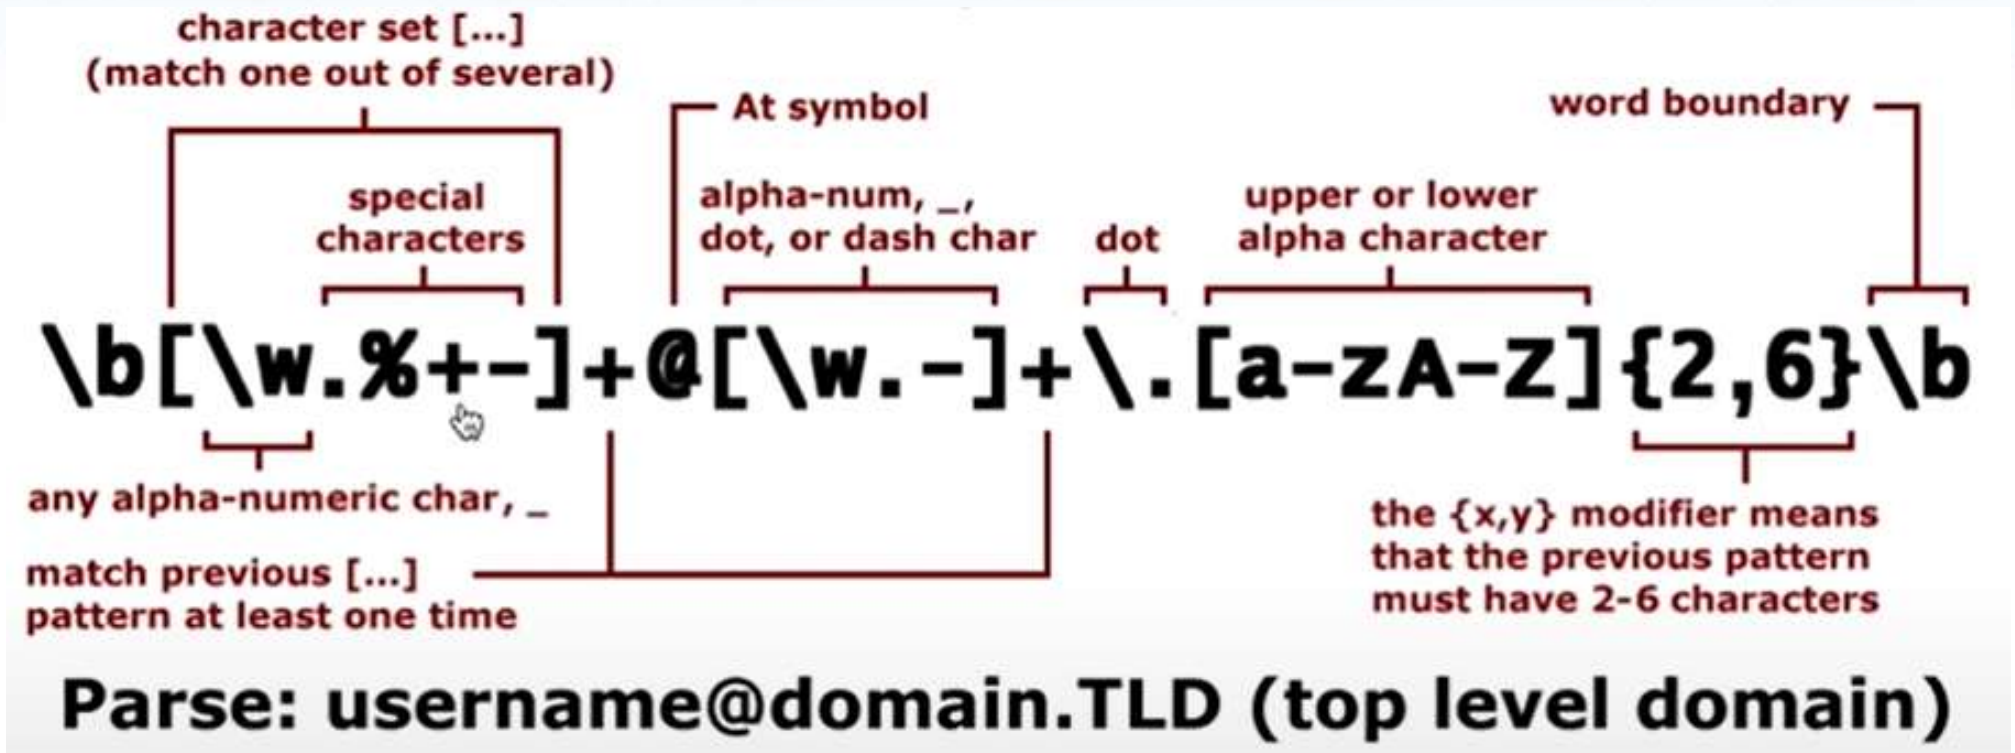 character set [...]
(match one out of several)
At symbol
word boundary
special
characters
alpha-num, _,
dot, or dash char
dot
upper or lower
alpha character
\b[\w.%+-]+@[\w.-]+\.[a-zA-Z]{2,6}\b
any alpha-numeric char, _
match previous [...]
pattern at least one time
the {x,y} modifier means
that the previous pattern
must have 2-6 characters
Parse: username@domain.TLD (top level domain)